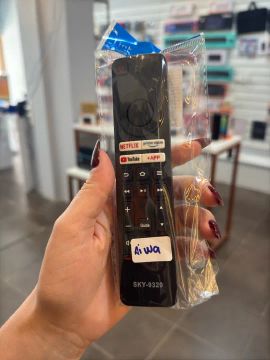 NETFLIX prime video
YouTube +APP
Aiwa
SKY-9320